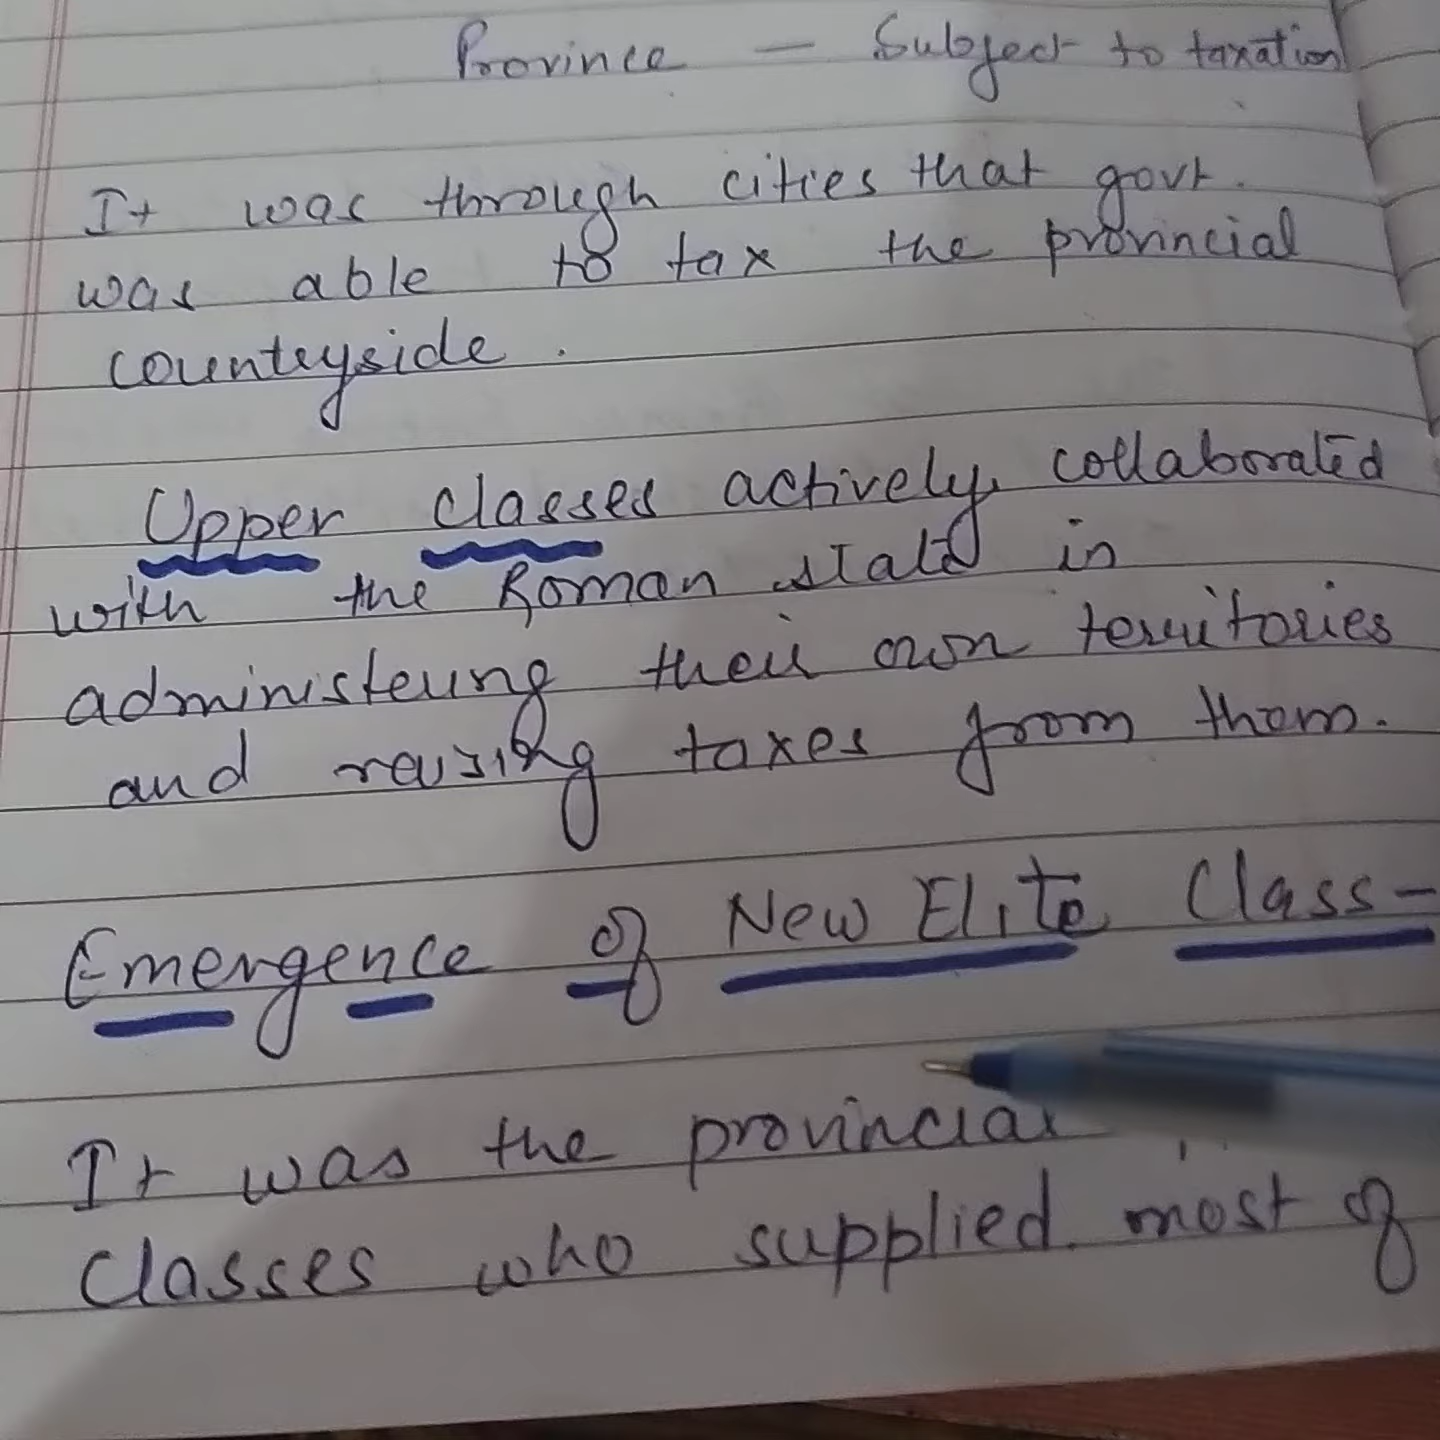 Province — Subject to taxation
It was through cities that govt.
was able to tax the provincial
countryside.
Upper classes actively collaborated
with the Roman state in
administering their own territories
and raising taxes from them.
Emergence of New Elite Class-
It was the provincial
classes who supplied most of